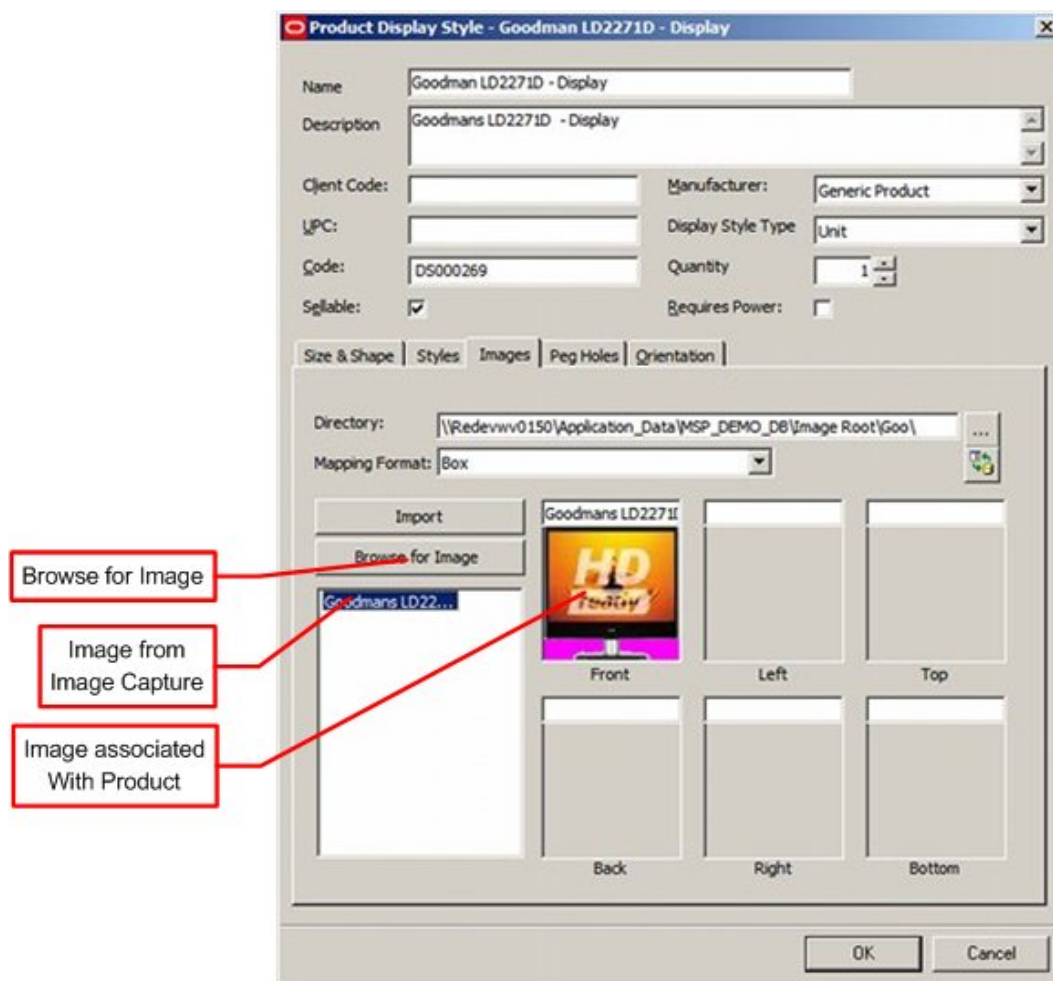 Product Display Style - Goodman LD2271D - Display
Name
Goodman LD2271D - Display
Description
Goodmans LD2271D - Display
Client Code:
Manufacturer:
Generic Product
UPC:
Display Style Type
Unit
Code:
DS000269
Quantity
1
Sellable:
Requires Power:
Size & Shape
Styles
Images
Peg Holes
Orientation
Directory:
\\Redevwv0150\Application_Data\MSP_DEMO_DB\Image Root\Goo\
...
Mapping Format:
Box
Import
Browse for Image
Goodmans LD22...
Goodmans LD2271D
HD
ready
Front
Left
Top
Back
Right
Bottom
OK
Cancel
Browse for Image
Image from
Image Capture
Image associated
With Product